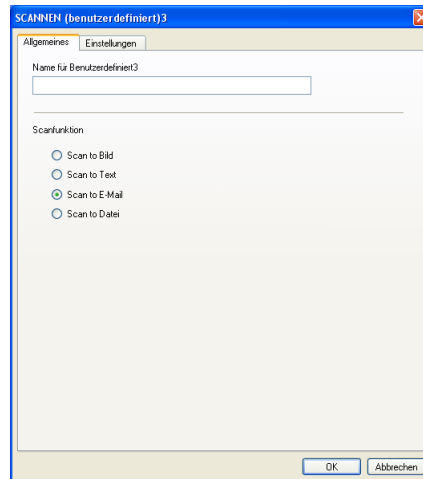 SCANNEN (benutzerdefiniert)3
Allgemeines Einstellungen
Name für Benutzerdefiniert3
Scanfunktion
Scan to Bild
Scan to Text
Scan to E-Mail
Scan to Datei
OK Abbrechen